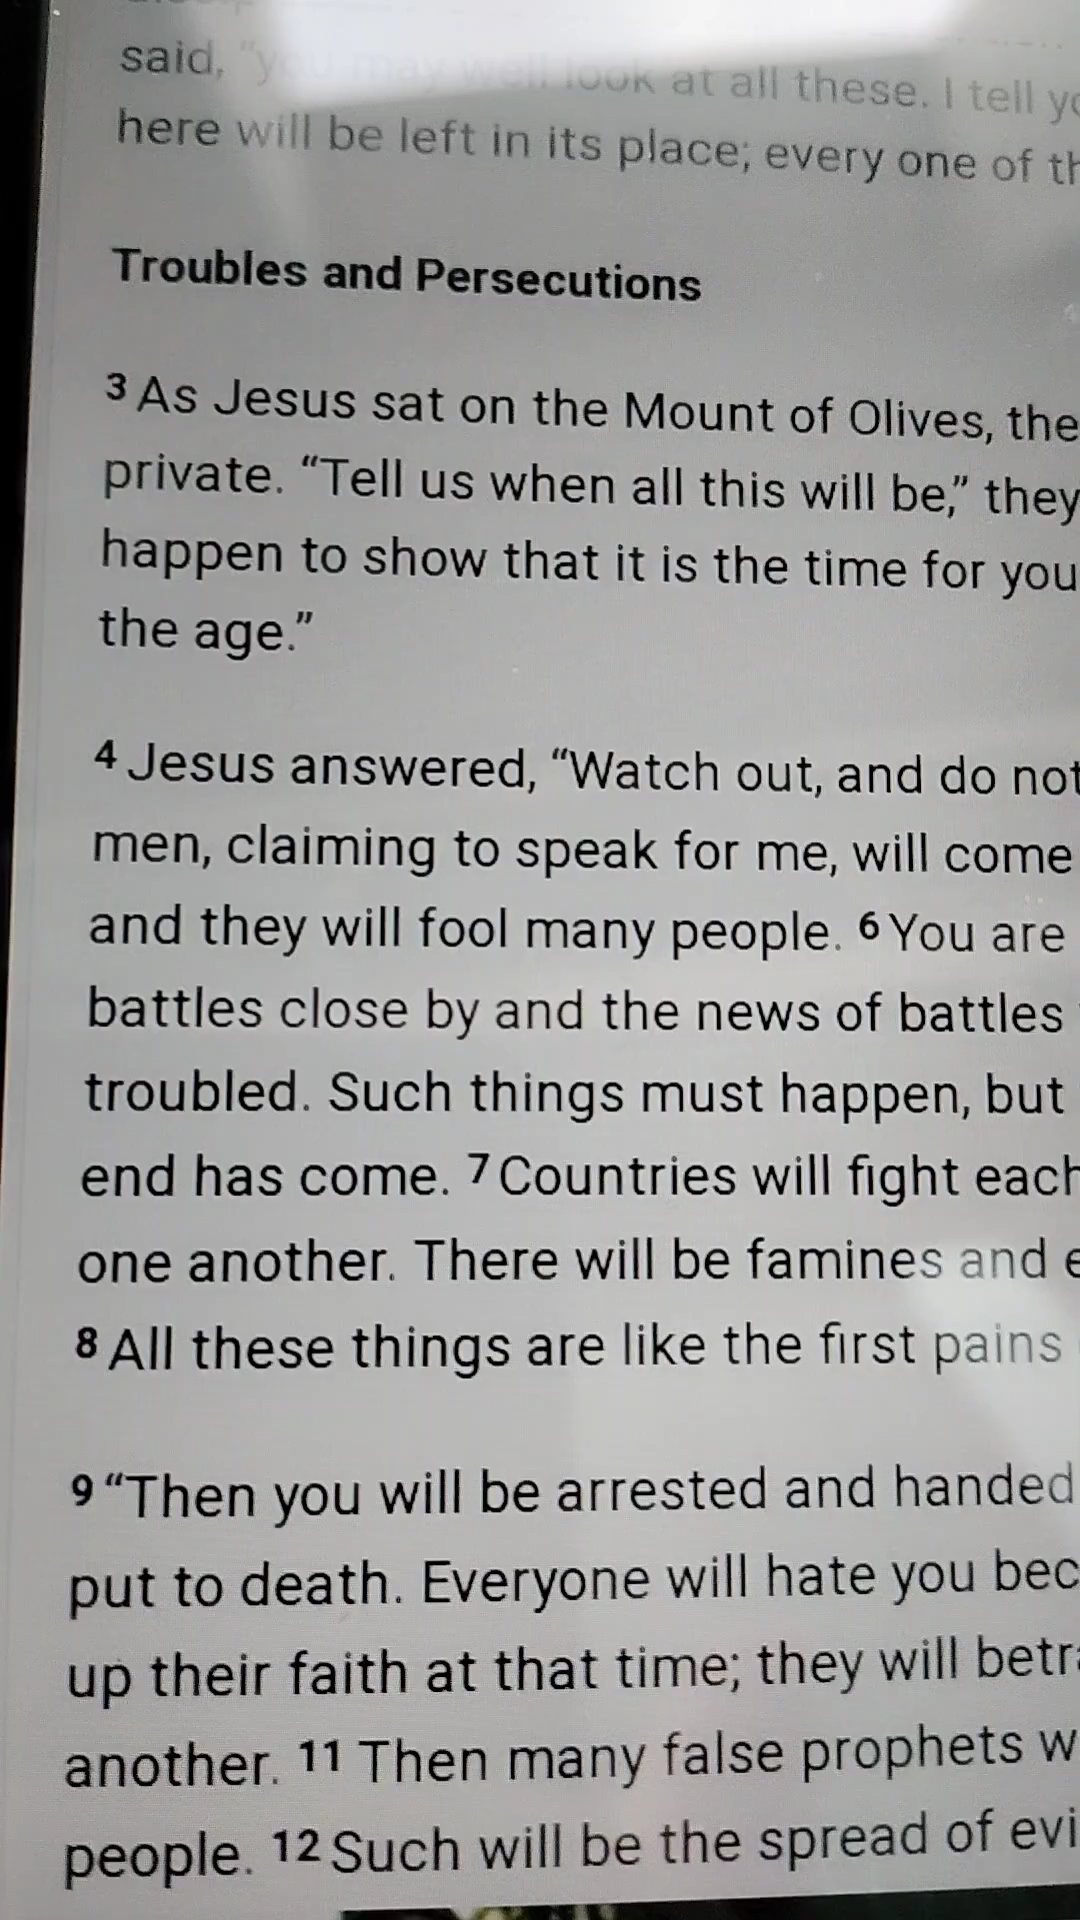 said, "you may well look at all these. I tell
here will be left in its place; every one of
Troubles and Persecutions
3 As Jesus sat on the Mount of Olives, the
private. “Tell us when all this will be,” they
happen to show that it is the time for you
the age.”
4 Jesus answered, “Watch out, and do not
men, claiming to speak for me, will come
and they will fool many people. 6 You are
battles close by and the news of battles
troubled. Such things must happen, but
end has come. 7 Countries will fight each
one another. There will be famines and e
8 All these things are like the first pains
9 “Then you will be arrested and handed
put to death. Everyone will hate you bec
up their faith at that time; they will betr
another. 11 Then many false prophets w
people. 12 Such will be the spread of evi